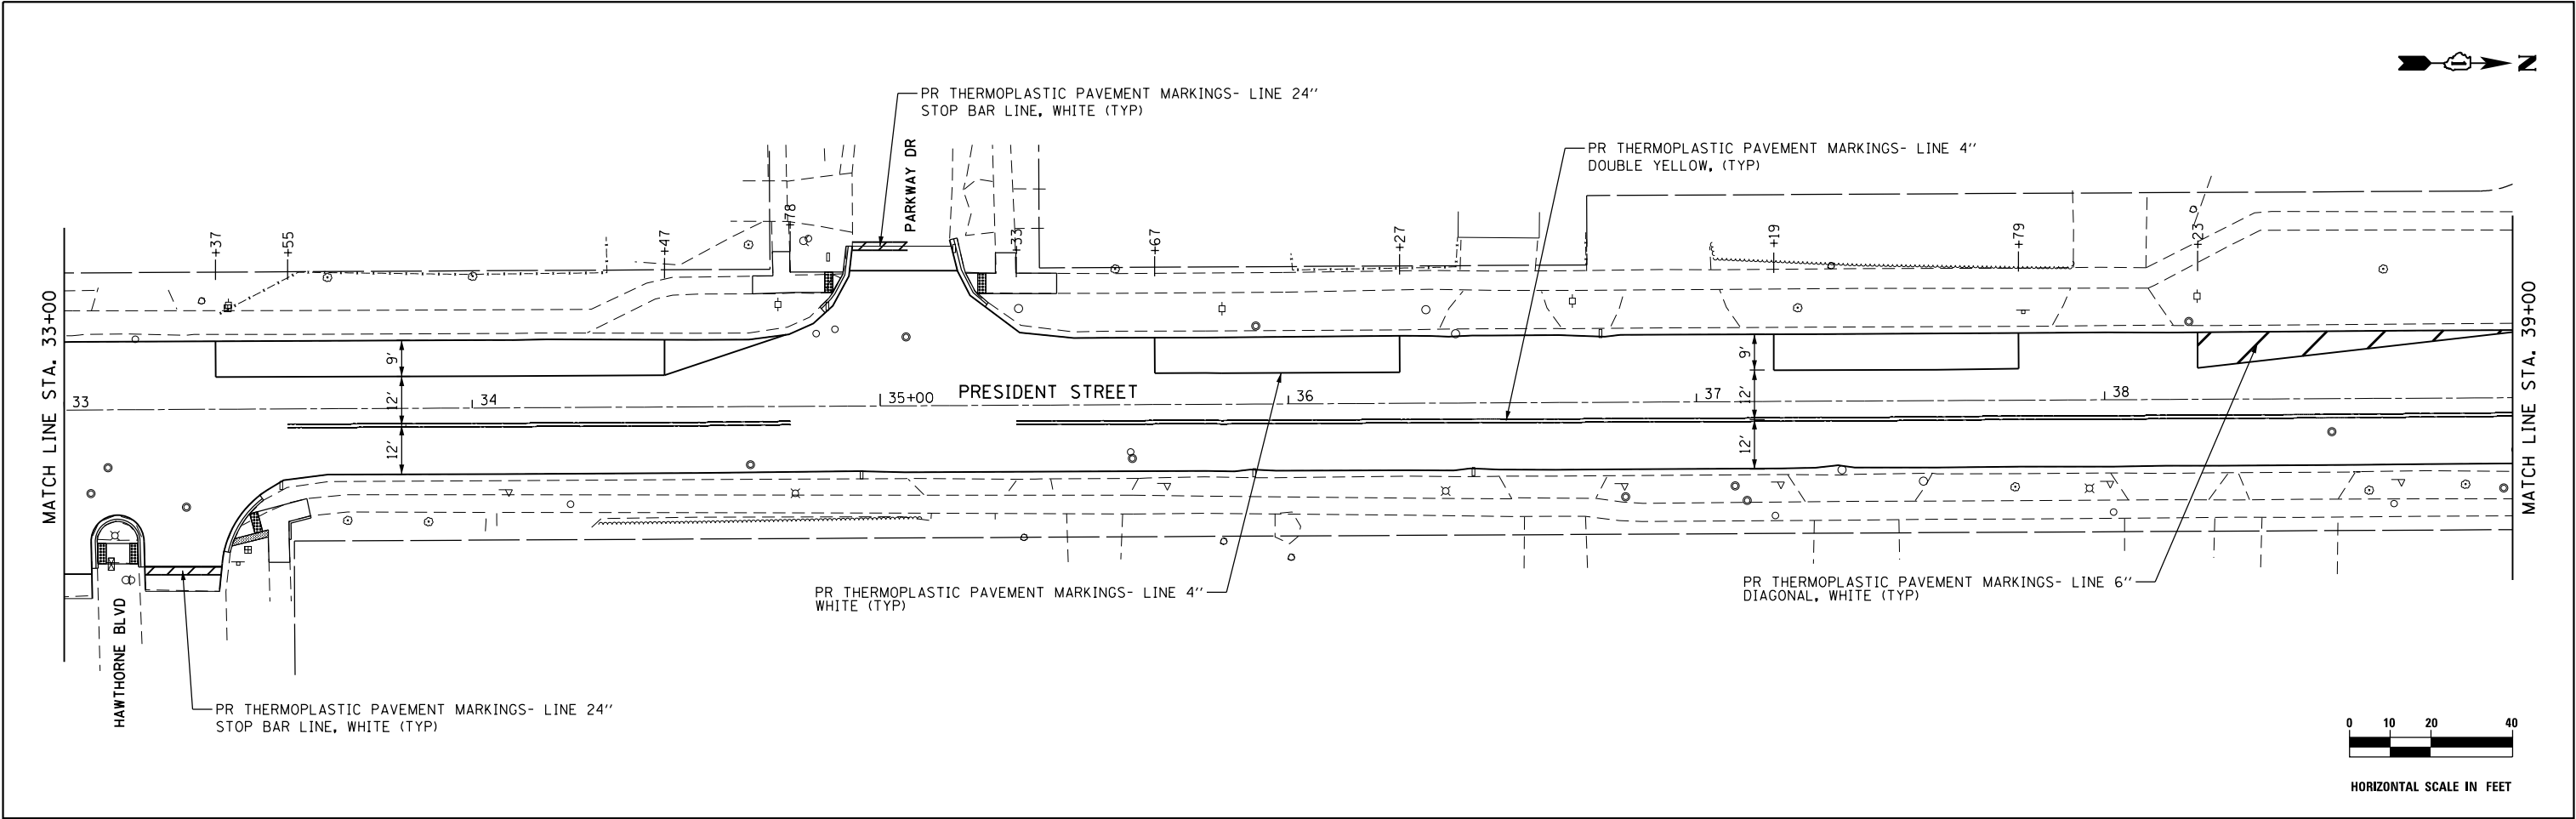 N
PR THERMOPLASTIC PAVEMENT MARKINGS- LINE 24''
STOP BAR LINE, WHITE (TYP)
PARKWAY DR
PR THERMOPLASTIC PAVEMENT MARKINGS- LINE 4''
DOUBLE YELLOW, (TYP)
+37
+55
+47
+78
+33
+67
+27
+19
+79
+23
MATCH LINE STA. 33+00
MATCH LINE STA. 39+00
9'
12'
12'
9'
12'
12'
33
34
35+00
PRESIDENT STREET
36
37
38
PR THERMOPLASTIC PAVEMENT MARKINGS- LINE 4''
WHITE (TYP)
PR THERMOPLASTIC PAVEMENT MARKINGS- LINE 6''
DIAGONAL, WHITE (TYP)
HAWTHORNE BLVD
PR THERMOPLASTIC PAVEMENT MARKINGS- LINE 24''
STOP BAR LINE, WHITE (TYP)
0 10 20 40
HORIZONTAL SCALE IN FEET